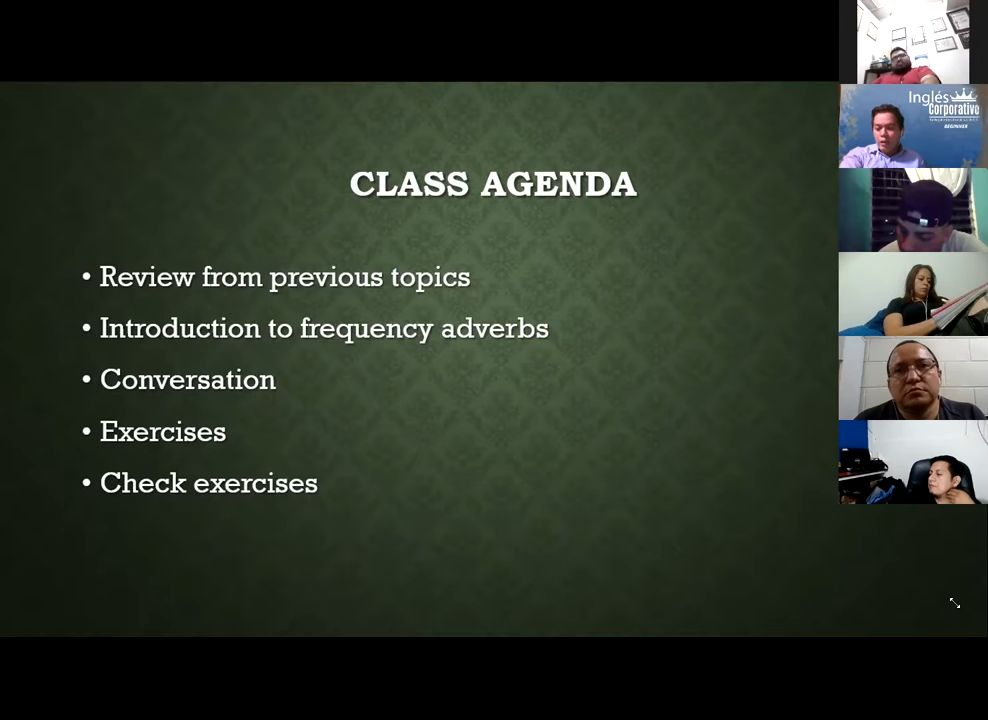 CLASS AGENDA
• Review from previous topics
• Introduction to frequency adverbs
• Conversation
• Exercises
• Check exercises
Inglés
Corporativo
BEGINNER